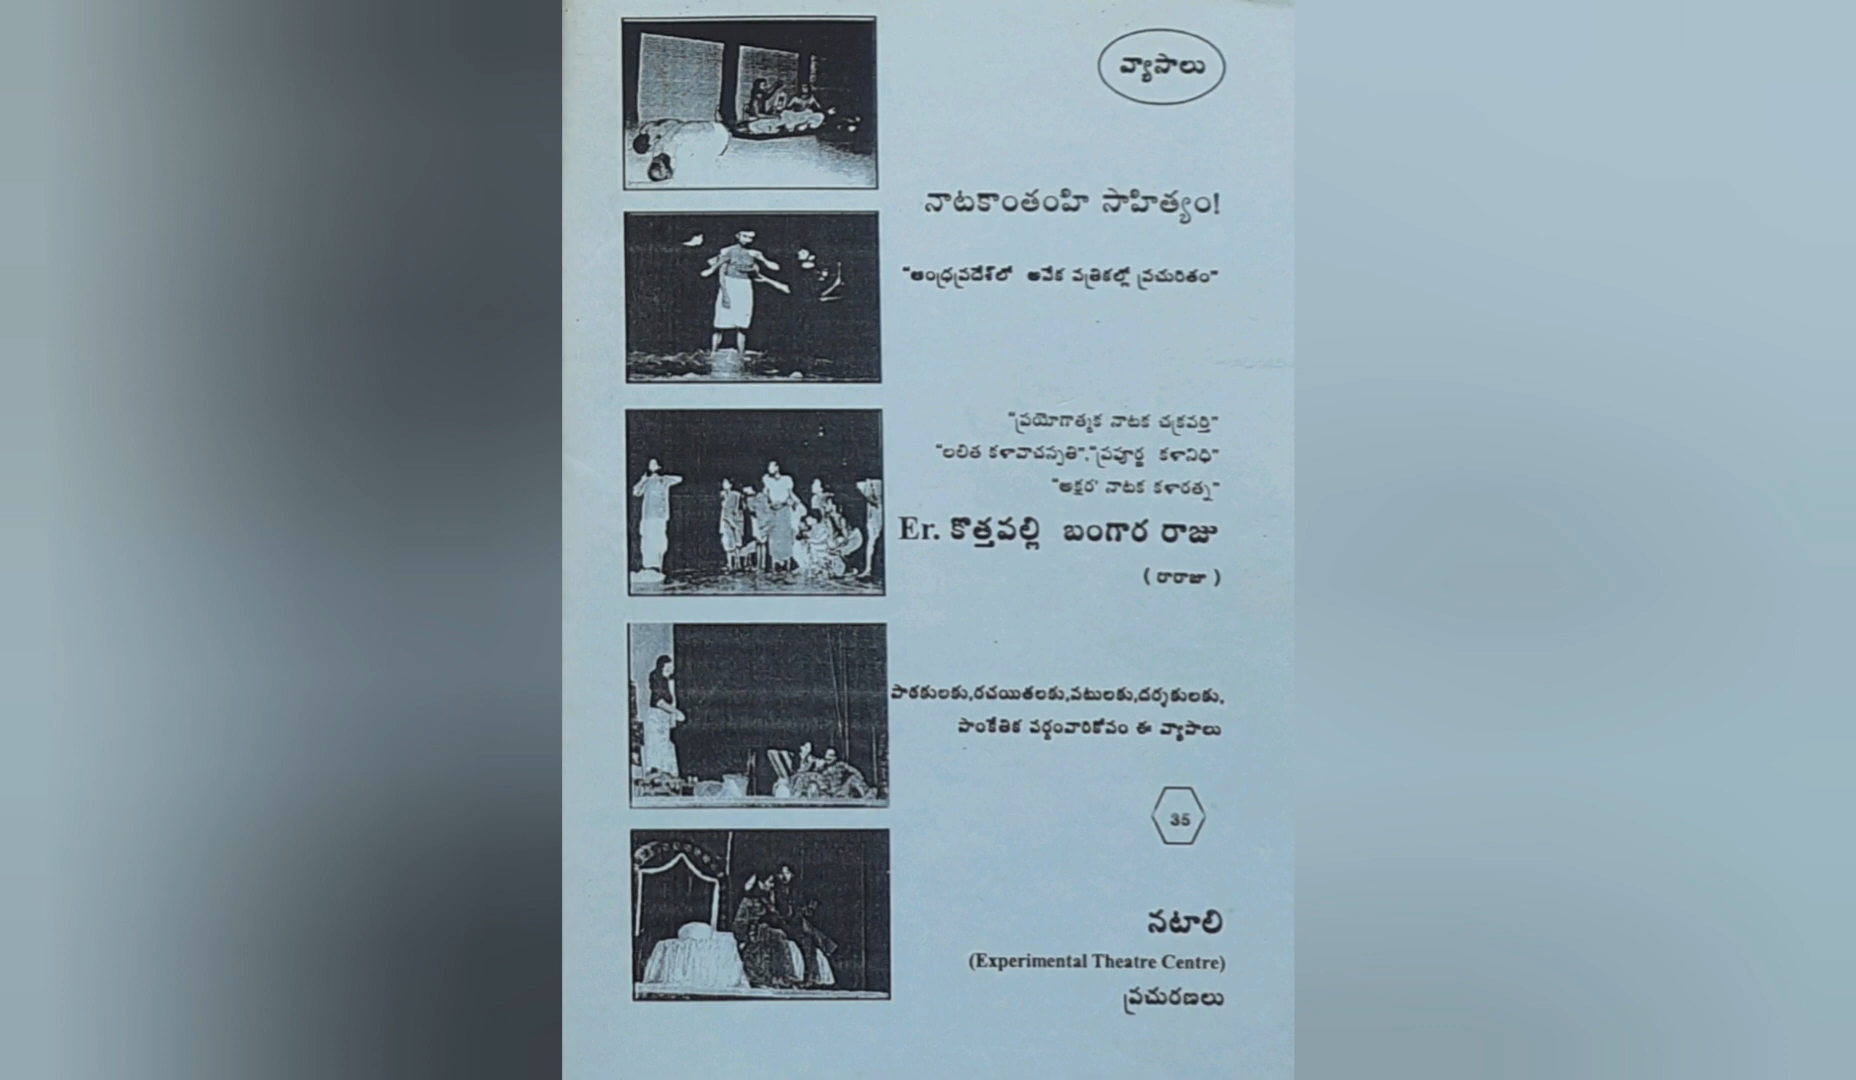 వ్యాసాలు
నాటకాంతంహి సాహిత్యం!
"ఆంధ్రప్రదేశ్‌లో అనేక పత్రికల్లో ప్రచురితం"
"ప్రయోగాత్మక నాటక చక్రవర్తి"
"లలిత కళావాచస్పతి","ప్రపూర్ణ కళానిధి"
"అక్షర' నాటక కళారత్న"
Er. కొత్తపల్లి బంగార రాజు
( రారాజు )
పాఠకులకు,రచయితలకు,నటులకు,దర్శకులకు,
సాంకేతిక వర్గంవారికోసం ఈ వ్యాసాలు
35
నటాలి
(Experimental Theatre Centre)
ప్రచురణలు